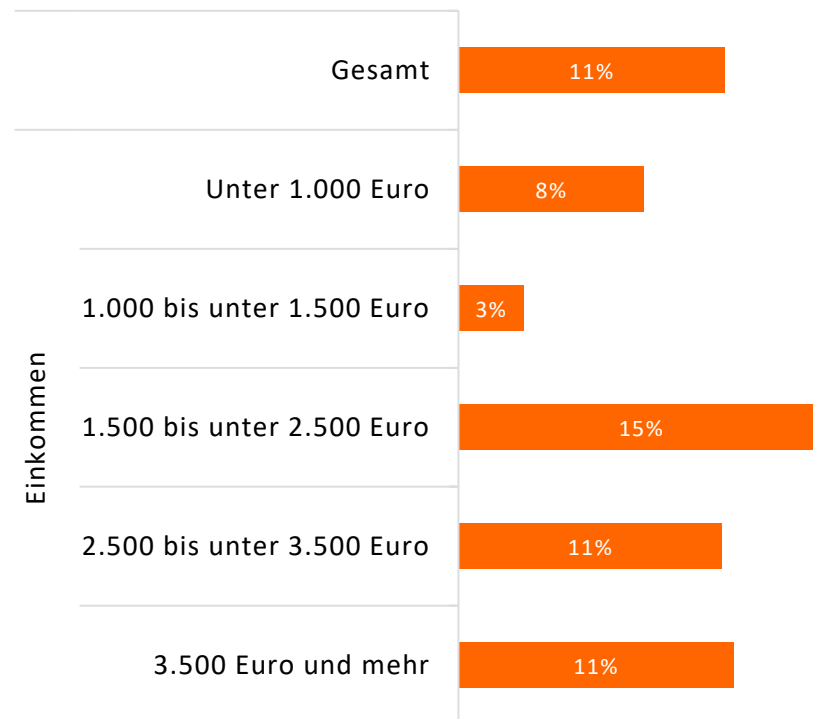 Gesamt 11%
Einkommen
Unter 1.000 Euro 8%
1.000 bis unter 1.500 Euro 3%
1.500 bis unter 2.500 Euro 15%
2.500 bis unter 3.500 Euro 11%
3.500 Euro und mehr 11%